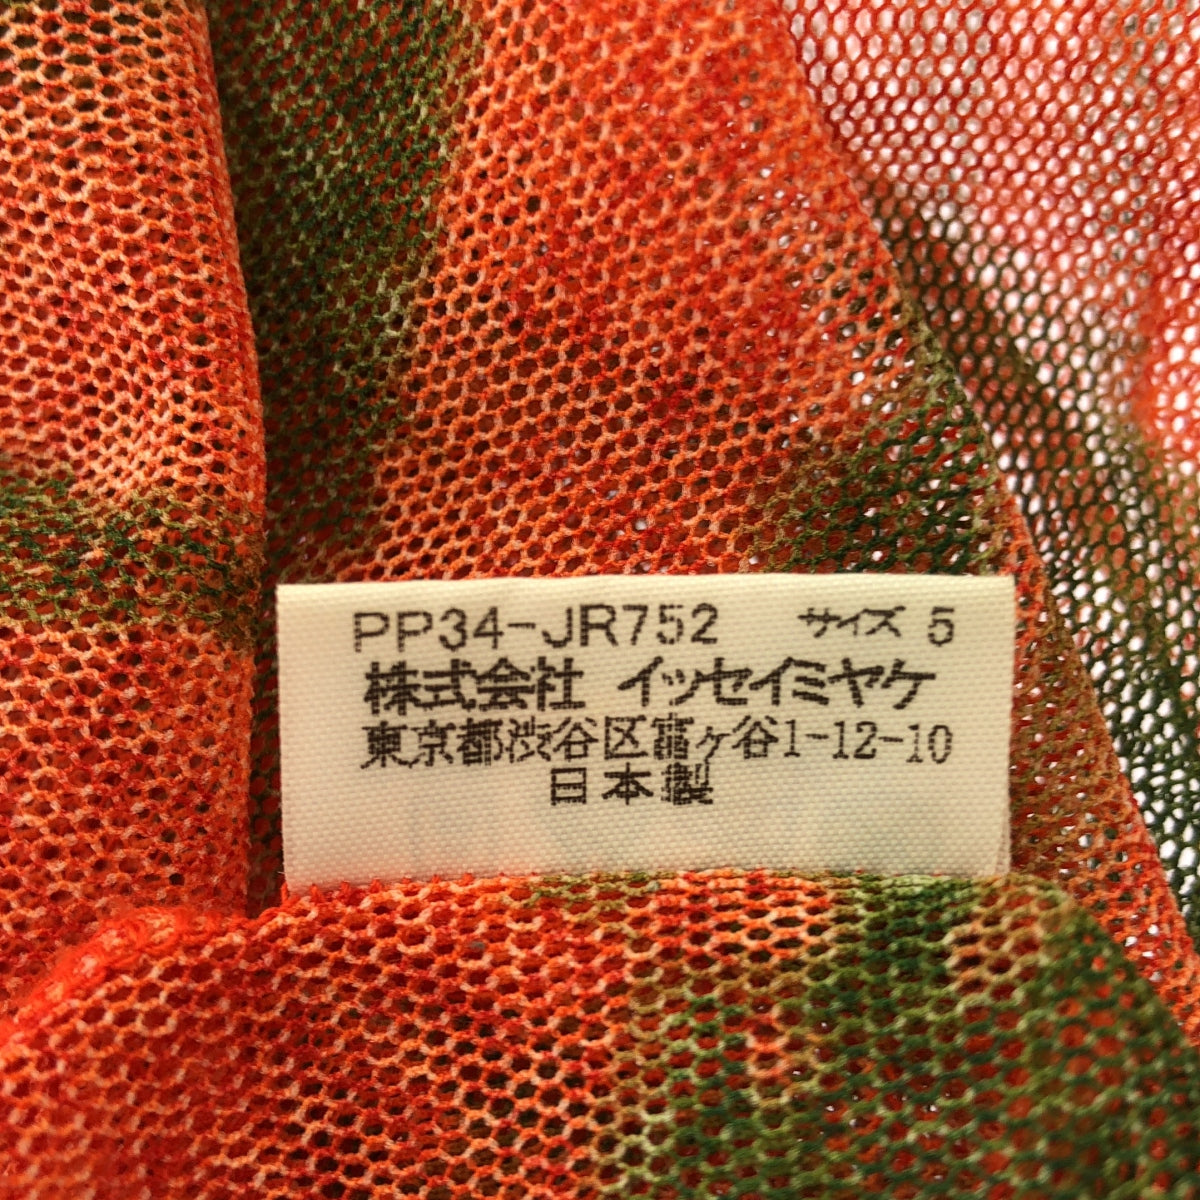 PP34-JR752 サイズ 5
株式会社 イッセイミヤケ
東京都渋谷区富ヶ谷1-12-10
日本製